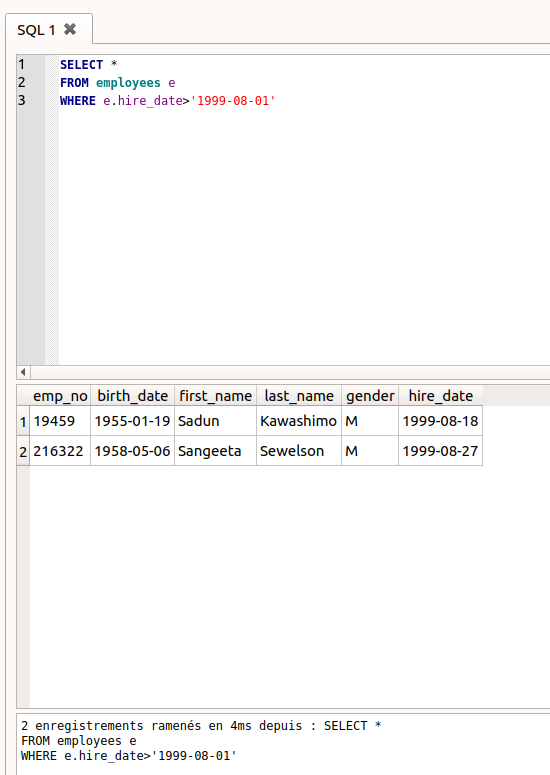 SQL 1
1 SELECT *
2 FROM employees e
3 WHERE e.hire_date>'1999-08-01'
emp_no birth_date first_name last_name gender hire_date
1 19459 1955-01-19 Sadun Kawashimo M 1999-08-18
2 216322 1958-05-06 Sangeeta Sewelson M 1999-08-27
2 enregistrements ramenés en 4ms depuis : SELECT *
FROM employees e
WHERE e.hire_date>'1999-08-01'